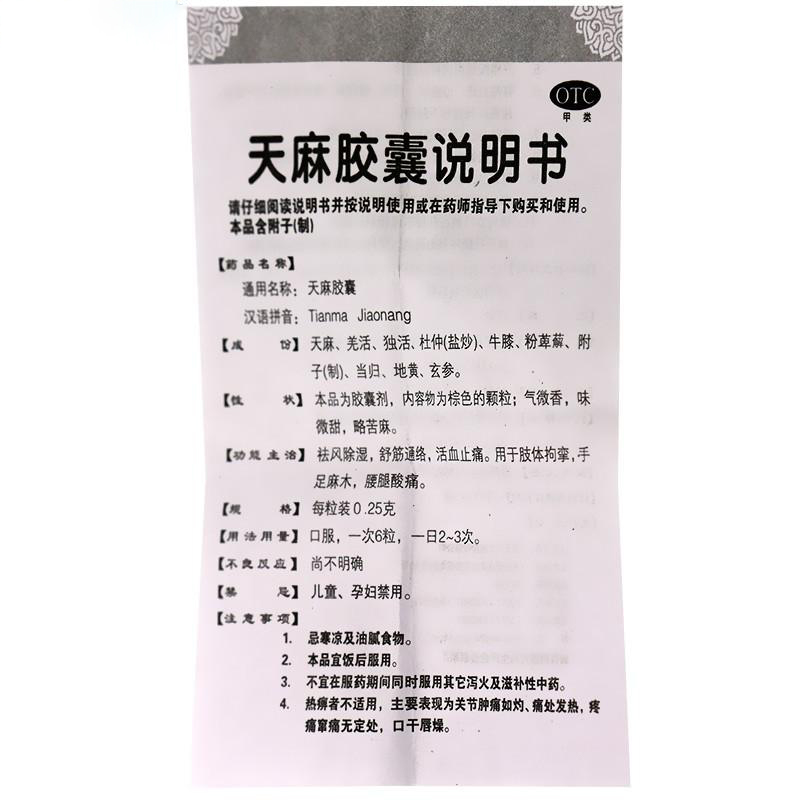 OTC
甲类
天麻胶囊说明书
请仔细阅读说明书并按说明使用或在药师指导下购买和使用。
本品含附子(制)
【药品名称】
通用名称：天麻胶囊
汉语拼音：Tianma Jiaonang
【成份】天麻、羌活、独活、杜仲(盐炒)、牛膝、粉萆薢、附
子(制)、当归、地黄、玄参。
【性状】本品为胶囊剂，内容物为棕色的颗粒；气微香，味
微甜，略苦麻。
【功能主治】祛风除湿，舒筋通络，活血止痛。用于肢体拘挛，手
足麻木，腰腿酸痛。
【规格】每粒装0.25克
【用法用量】口服，一次6粒，一日2~3次。
【不良反应】尚不明确
【禁忌】儿童、孕妇禁用。
【注意事项】
1. 忌寒凉及油腻食物。
2. 本品宜饭后服用。
3. 不宜在服药期间同时服用其它泻火及滋补性中药。
4. 热痹者不适用，主要表现为关节肿痛如灼、痛处发热，疼
痛窜痛无定处，口干唇燥。